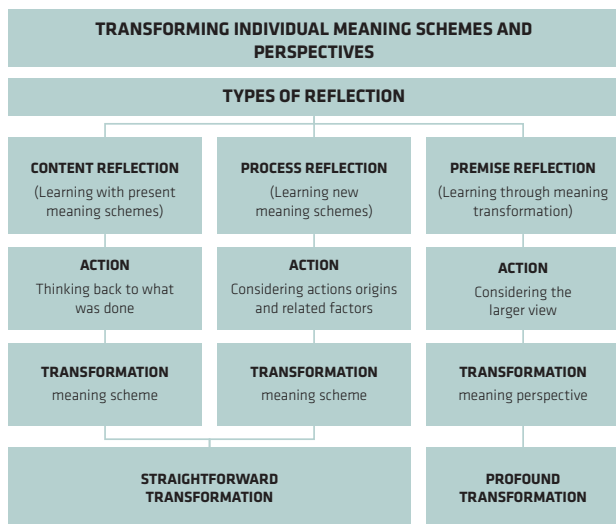 TRANSFORMING INDIVIDUAL MEANING SCHEMES AND
PERSPECTIVES
TYPES OF REFLECTION
CONTENT REFLECTION
(Learning with present
meaning schemes)
PROCESS REFLECTION
(Learning new
meaning schemes)
PREMISE REFLECTION
(Learning through meaning
transformation)
ACTION
Thinking back to what
was done
ACTION
Considering actions origins
and related factors
ACTION
Considering the
larger view
TRANSFORMATION
meaning scheme
TRANSFORMATION
meaning scheme
TRANSFORMATION
meaning perspective
STRAIGHTFORWARD
TRANSFORMATION
PROFOUND
TRANSFORMATION